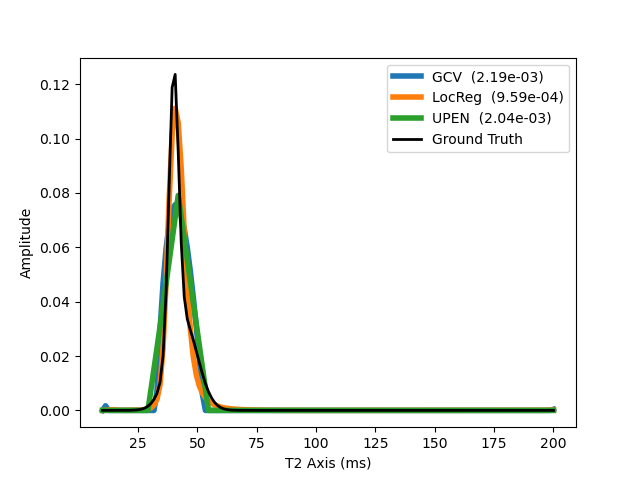 GCV (2.19e-03)
LocReg (9.59e-04)
UPEN (2.04e-03)
Ground Truth
Amplitude
0.12
0.10
0.08
0.06
0.04
0.02
0.00
25 50 75 100 125 150 175 200
T2 Axis (ms)